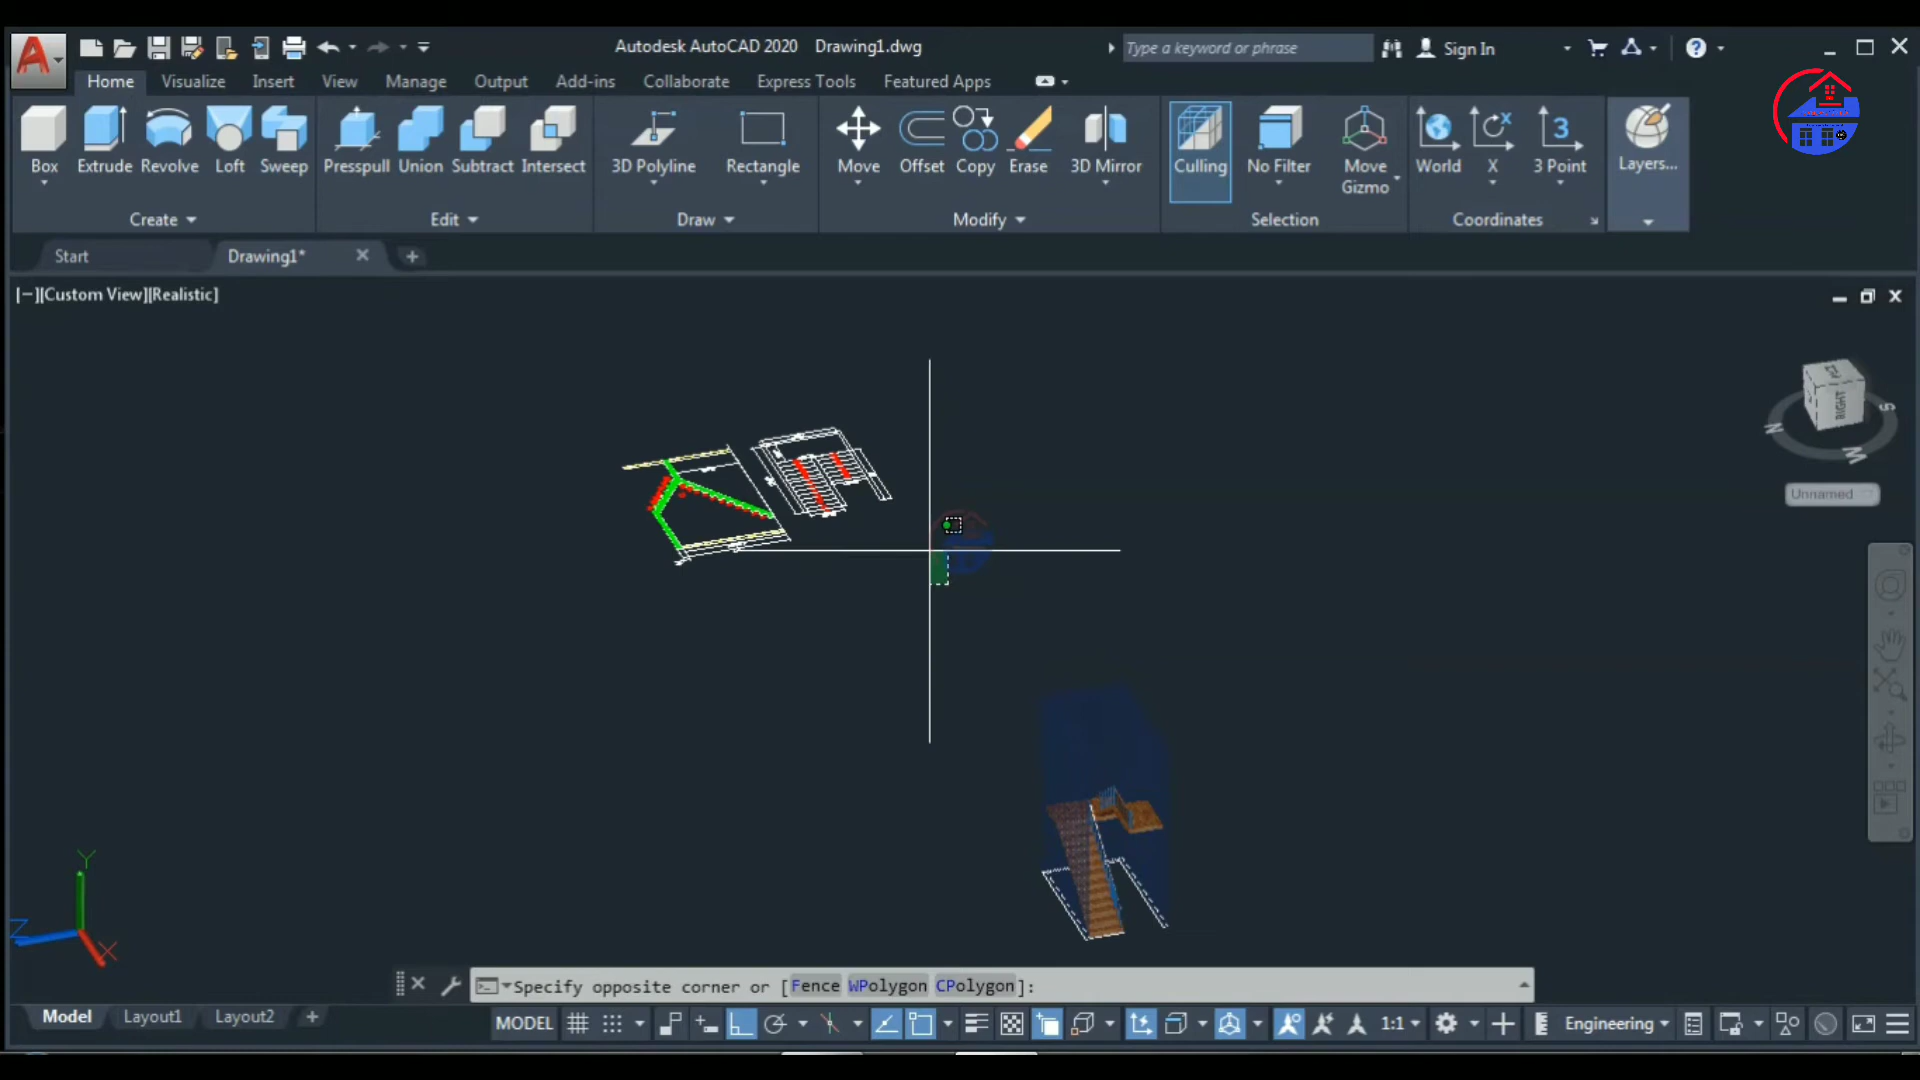 Autodesk AutoCAD 2020 Drawing1.dwg
Type a keyword or phrase
Sign In
Home Visualize Insert View Manage Output Add-ins Collaborate Express Tools Featured Apps
Box Extrude Revolve Loft Sweep Presspull Union Subtract Intersect 3D Polyline Rectangle Move Offset Copy Erase 3D Mirror Culling No Filter Move Gizmo World X 3 Point Layers...
Create Edit Draw Modify Selection Coordinates
Start Drawing1*
[−][Custom View][Realistic]
RIGHT
N W S
Unnamed
Y
Z X
Specify opposite corner or [Fence WPolygon CPolygon]:
Model Layout1 Layout2
MODEL 1:1 Engineering